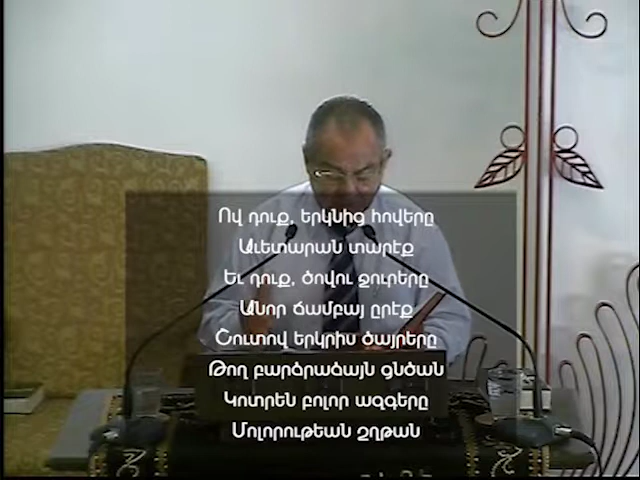 Ով դուք, երկնից հովերը
Աւետարան տարէք
Եւ դուք, ծովու ջուրերը
Անոր ճամբայ ըրէք
Շուտով երկրիս ծայրերը
Թող բարձրաձայն ցնծան
Կոտրեն բոլոր ազգերը
Մոլորութեան շղթան